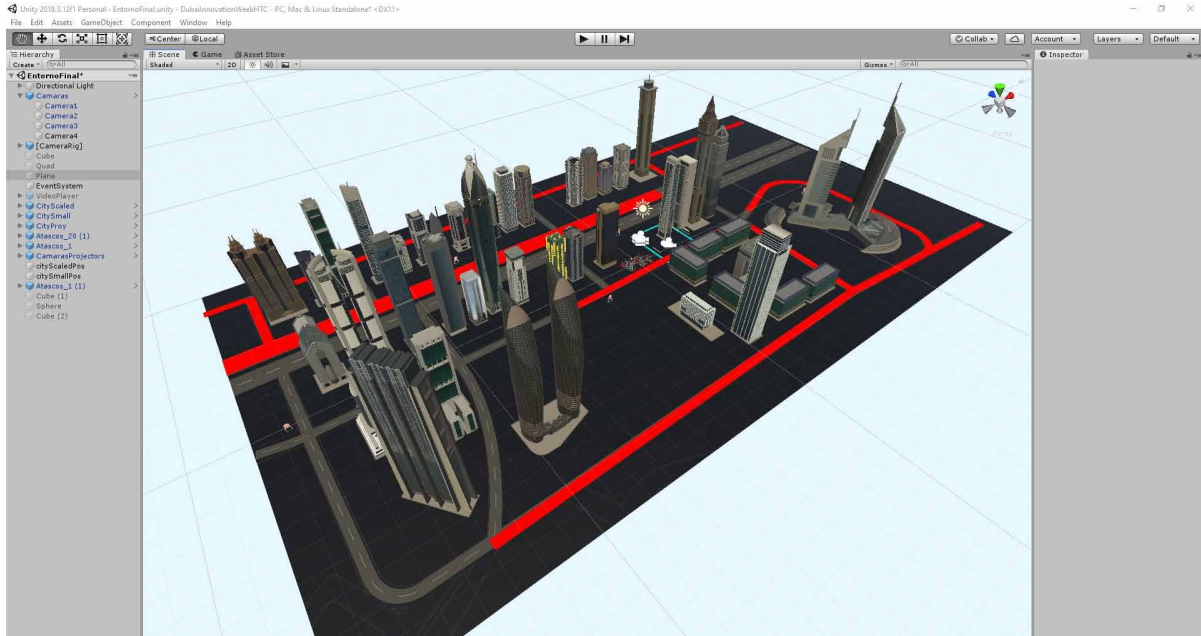 Unity 2018.3.12f1 Personal - EntornoFinal.unity - DubaiInnovationWeekHTC - PC, Mac & Linux Standalone* <DX11>
File Edit Assets GameObject Component Window Help
Center Local Collab Account Layers Default
Hierarchy Scene Game Asset Store Inspector
Create All Shaded 2D Gizmos All
EntornoFinal*
Directional Light
Camaras
Camera1
Camera2
Camera3
Camera4
[CameraRig]
Cube
Quad
Plane
EventSystem
VideoPlayer
CityScaled
CitySmall
CityProy
Atascos_20 (1)
Atascos_1
CamarasProjectors
cityScaledPos
citySmallPos
Atascos_1 (1)
Cube (1)
Sphere
Cube (2)
Persp